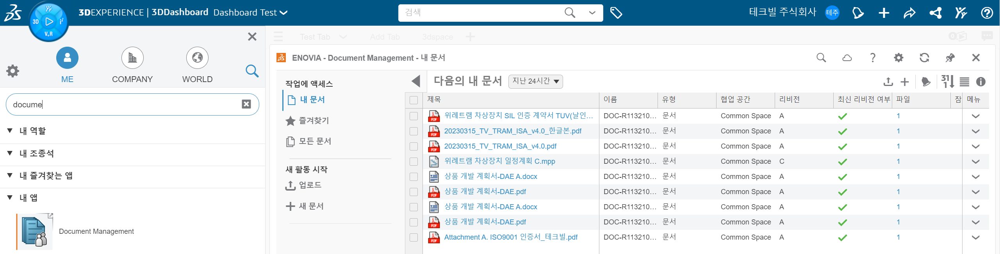 3DEXPERIENCE | 3DDashboard Dashboard Test
검색
테크빌 주식회사 테주
3D V.R
ME COMPANY WORLD
docume
내 역할
내 조종석
내 즐겨찾는 앱
내 앱
Document Management
Test Tab Add Tab 3dspace
0
ENOVIA - Document Management - 내 문서
작업에 액세스
내 문서
즐겨찾기
모든 문서
새 활동 시작
업로드
새 문서
다음의 내 문서 지난 24시간
31
1
제목 이름 유형 협업 공간 리비전 최신 리비전 여부 파일 잠 메뉴
위례트램 차상장치 SIL 인증 계약서 TUV(날인... DOC-R113210... 문서 Common Space A 1
20230315_TV_TRAM_ISA_v4.0_한글본.pdf DOC-R113210... 문서 Common Space A 1
20230315_TV_TRAM_ISA_v4.0.pdf DOC-R113210... 문서 Common Space A 1
위례트램 차상장치 일정계획 C.mpp DOC-R113210... 문서 Common Space C 1
상품 개발 계획서-DAE A.docx DOC-R113210... 문서 Common Space A 1
상품 개발 계획서-DAE.pdf DOC-R113210... 문서 Common Space A 1
상품 개발 계획서-DAE A.docx DOC-R113210... 문서 Common Space A 1
상품 개발 계획서-DAE.pdf DOC-R113210... 문서 Common Space A 1
Attachment A. ISO9001 인증서_테크빌.pdf DOC-R113210... 문서 Common Space A 1